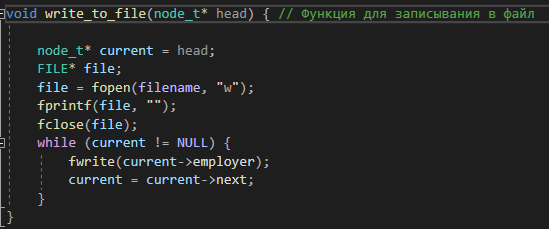 void write_to_file(node_t* head) { // Функция для записывания в файл
node_t* current = head;
FILE* file;
file = fopen(filename, "w");
fprintf(file, "");
fclose(file);
while (current != NULL) {
fwrite(current->employer);
current = current->next;
}
}